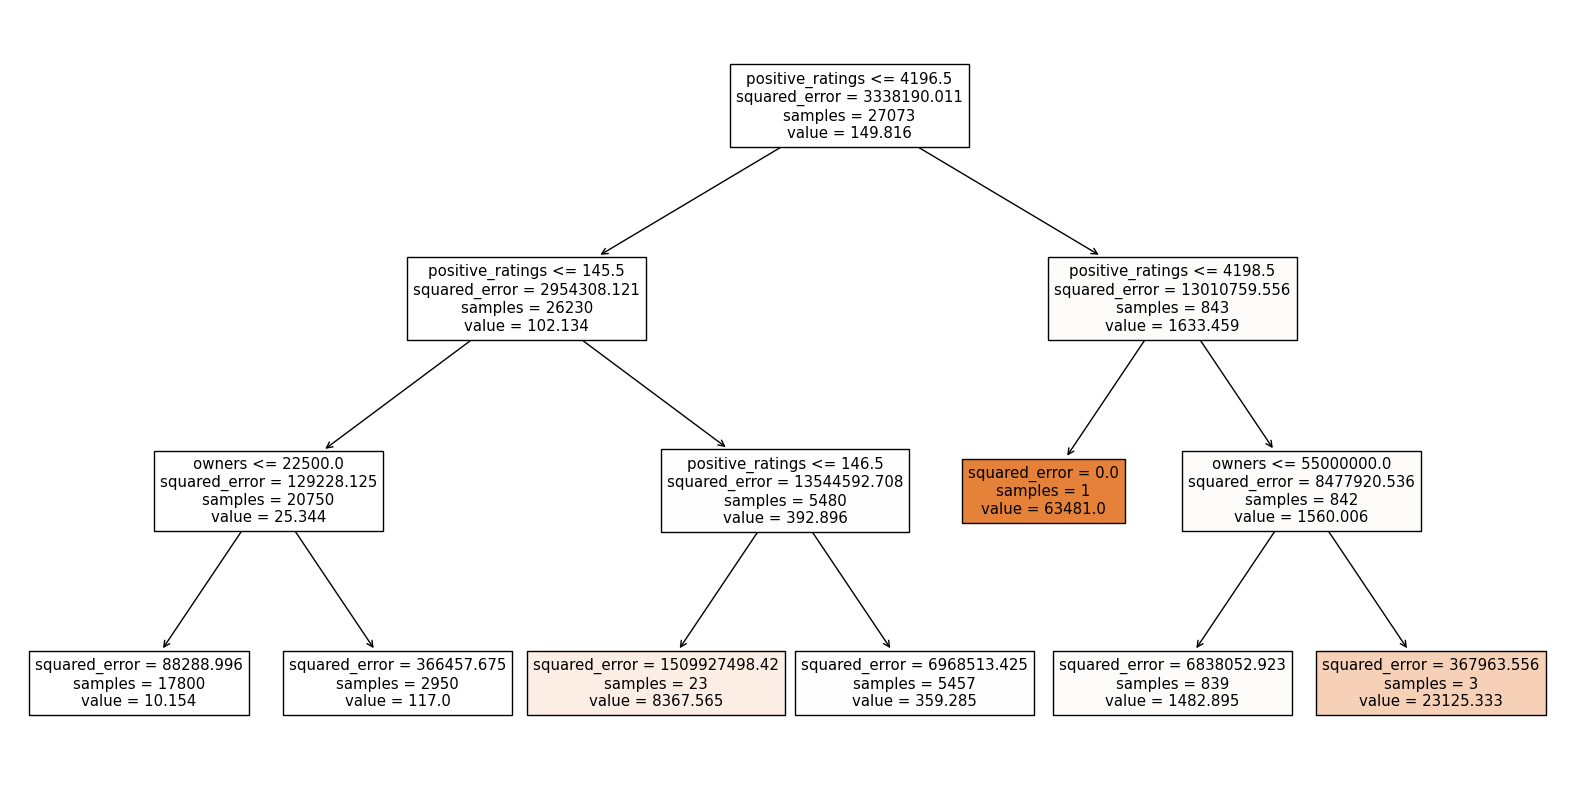 positive_ratings <= 4196.5
squared_error = 3338190.011
samples = 27073
value = 149.816
positive_ratings <= 145.5
squared_error = 2954308.121
samples = 26230
value = 102.134
positive_ratings <= 4198.5
squared_error = 13010759.556
samples = 843
value = 1633.459
owners <= 22500.0
squared_error = 129228.125
samples = 20750
value = 25.344
positive_ratings <= 146.5
squared_error = 13544592.708
samples = 5480
value = 392.896
squared_error = 0.0
samples = 1
value = 63481.0
owners <= 55000000.0
squared_error = 8477920.536
samples = 842
value = 1560.006
squared_error = 88288.996
samples = 17800
value = 10.154
squared_error = 366457.675
samples = 2950
value = 117.0
squared_error = 1509927498.42
samples = 23
value = 8367.565
squared_error = 6968513.425
samples = 5457
value = 359.285
squared_error = 6838052.923
samples = 839
value = 1482.895
squared_error = 367963.556
samples = 3
value = 23125.333